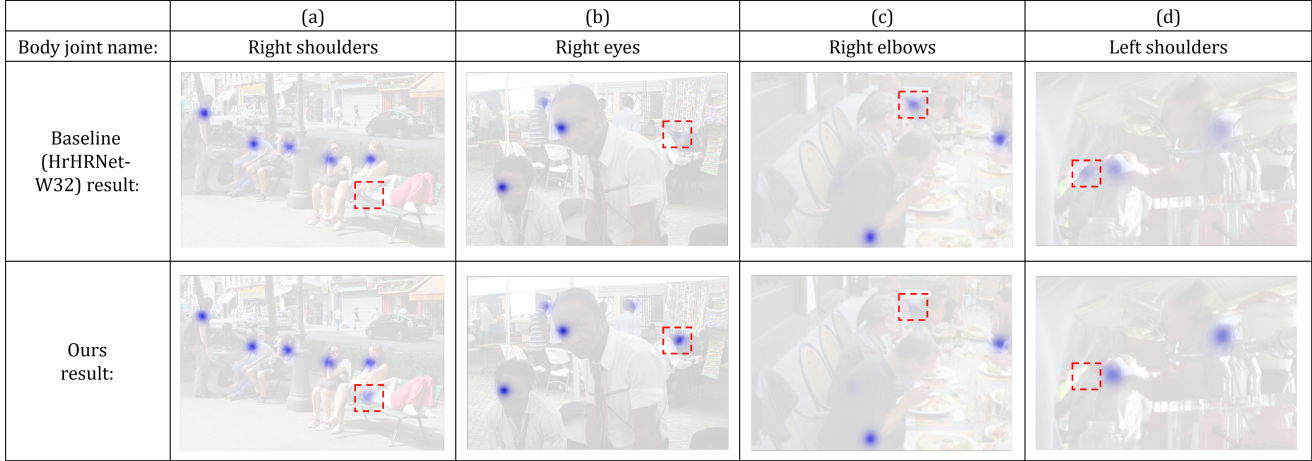 (a) (b) (c) (d)
Body joint name: Right shoulders Right eyes Right elbows Left shoulders
Baseline
(HrHRNet-
W32) result:
Ours
result: